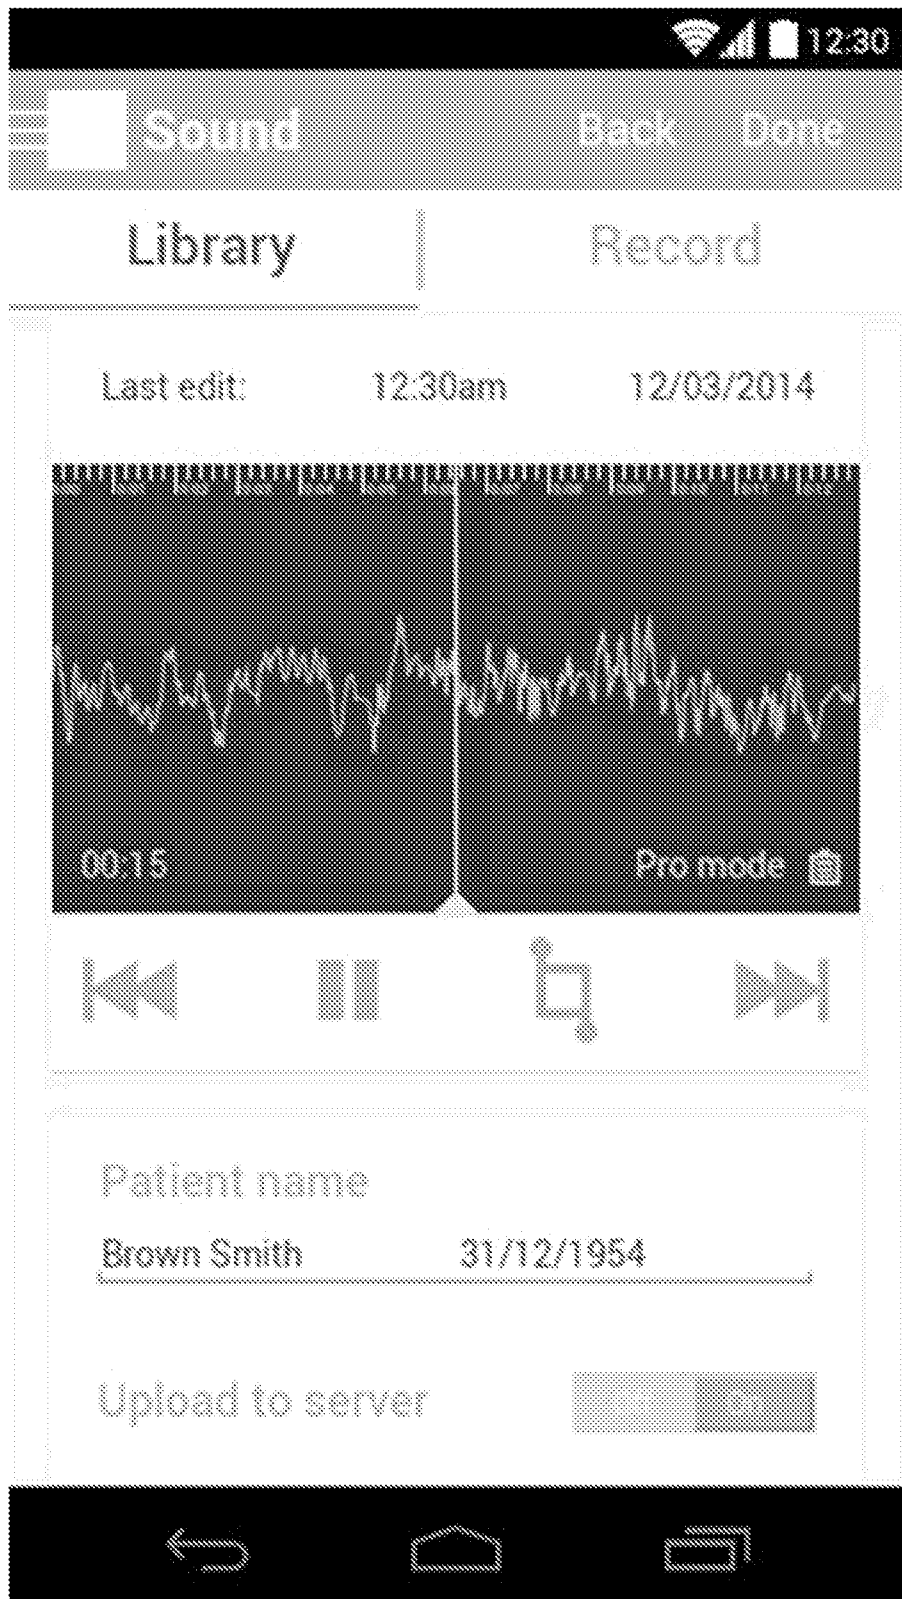 12:30
Sound Back Done
Library Record
Last edit: 12:30am 12/03/2014
00:15 Pro mode
Patient name
Brown Smith 31/12/1954
Upload to server